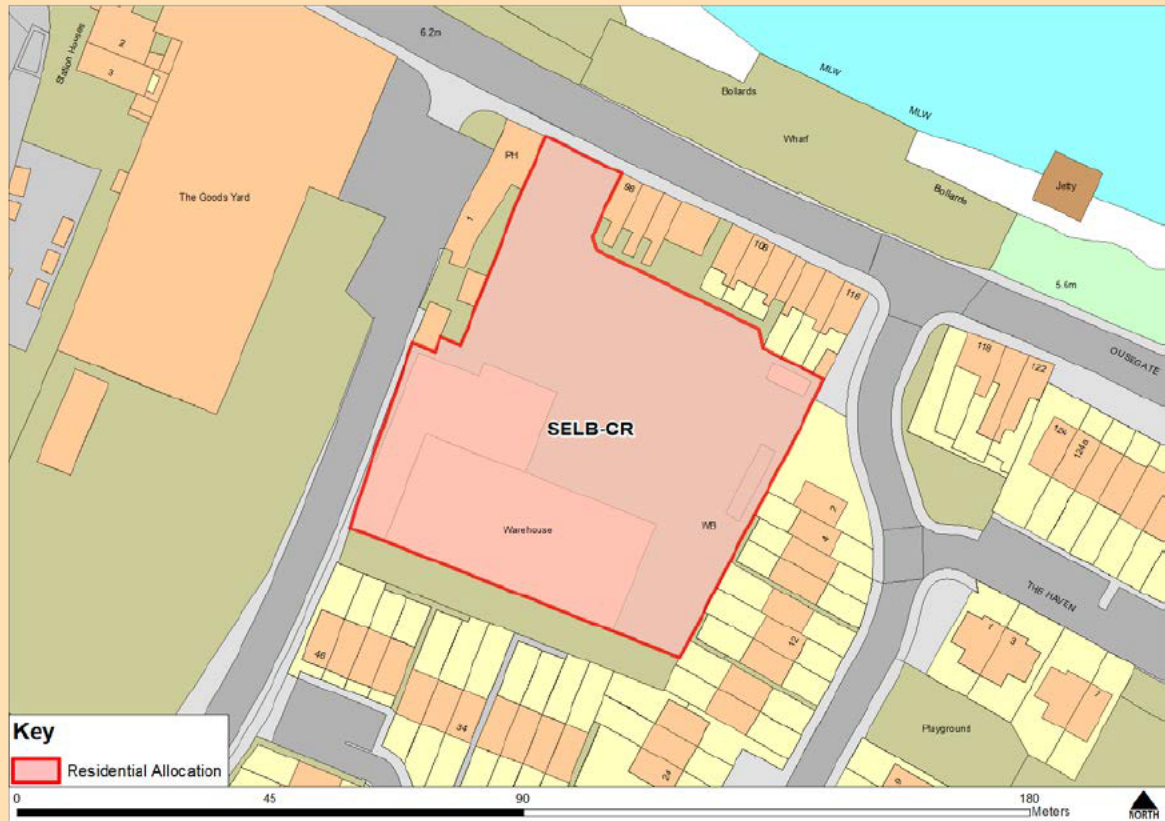 Station Houses
2
3
6.2m
MLW
MLW
Bollards
Wharf
Bollards
Jetty
The Goods Yard
PH
1
98
106
116
5.6m
OUSEGATE
118
122
124
124a
SELB-CR
Warehouse
WB
2
4
12
THE HAVEN
1
3
7
Playground
9
46
34
24
Key
Residential Allocation
0
45
90
180
Meters
NORTH